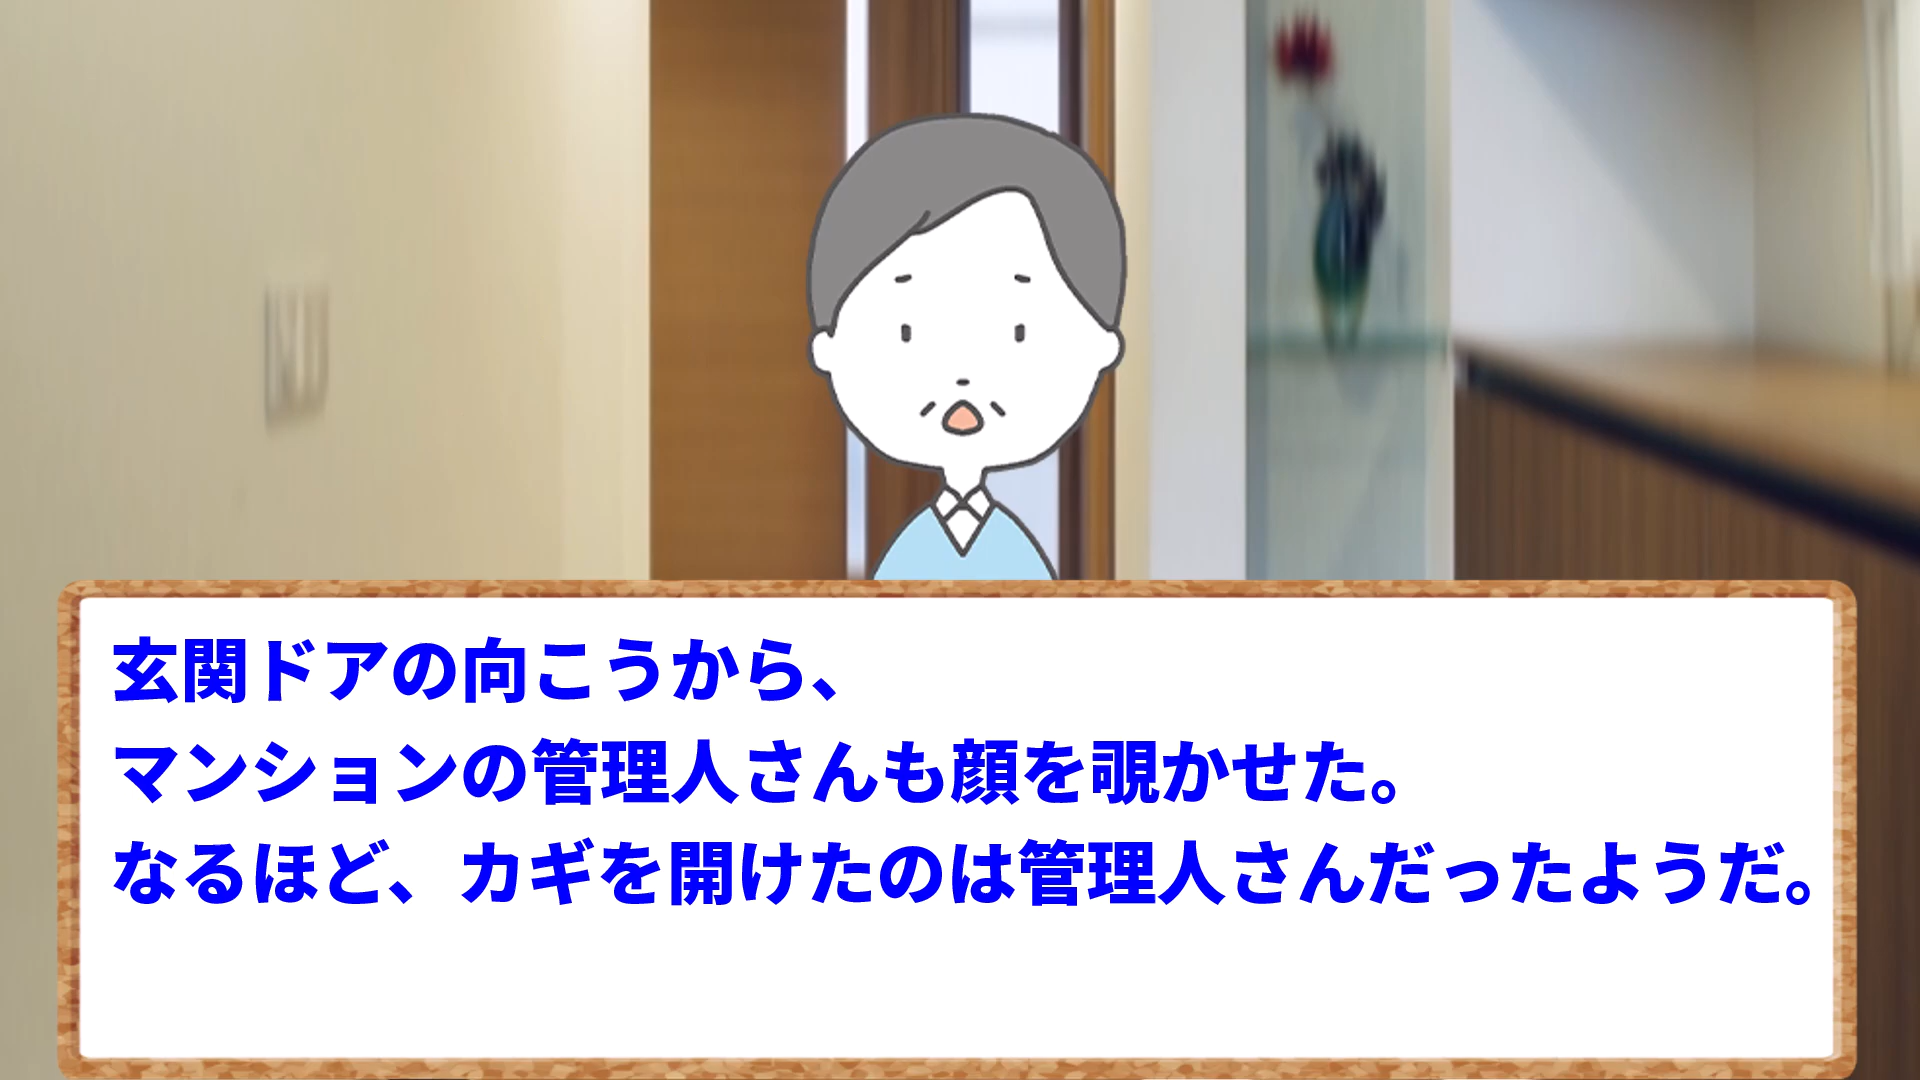 玄関ドアの向こうから、
マンションの管理人さんも顔を覗かせた。
なるほど、カギを開けたのは管理人さんだったようだ。